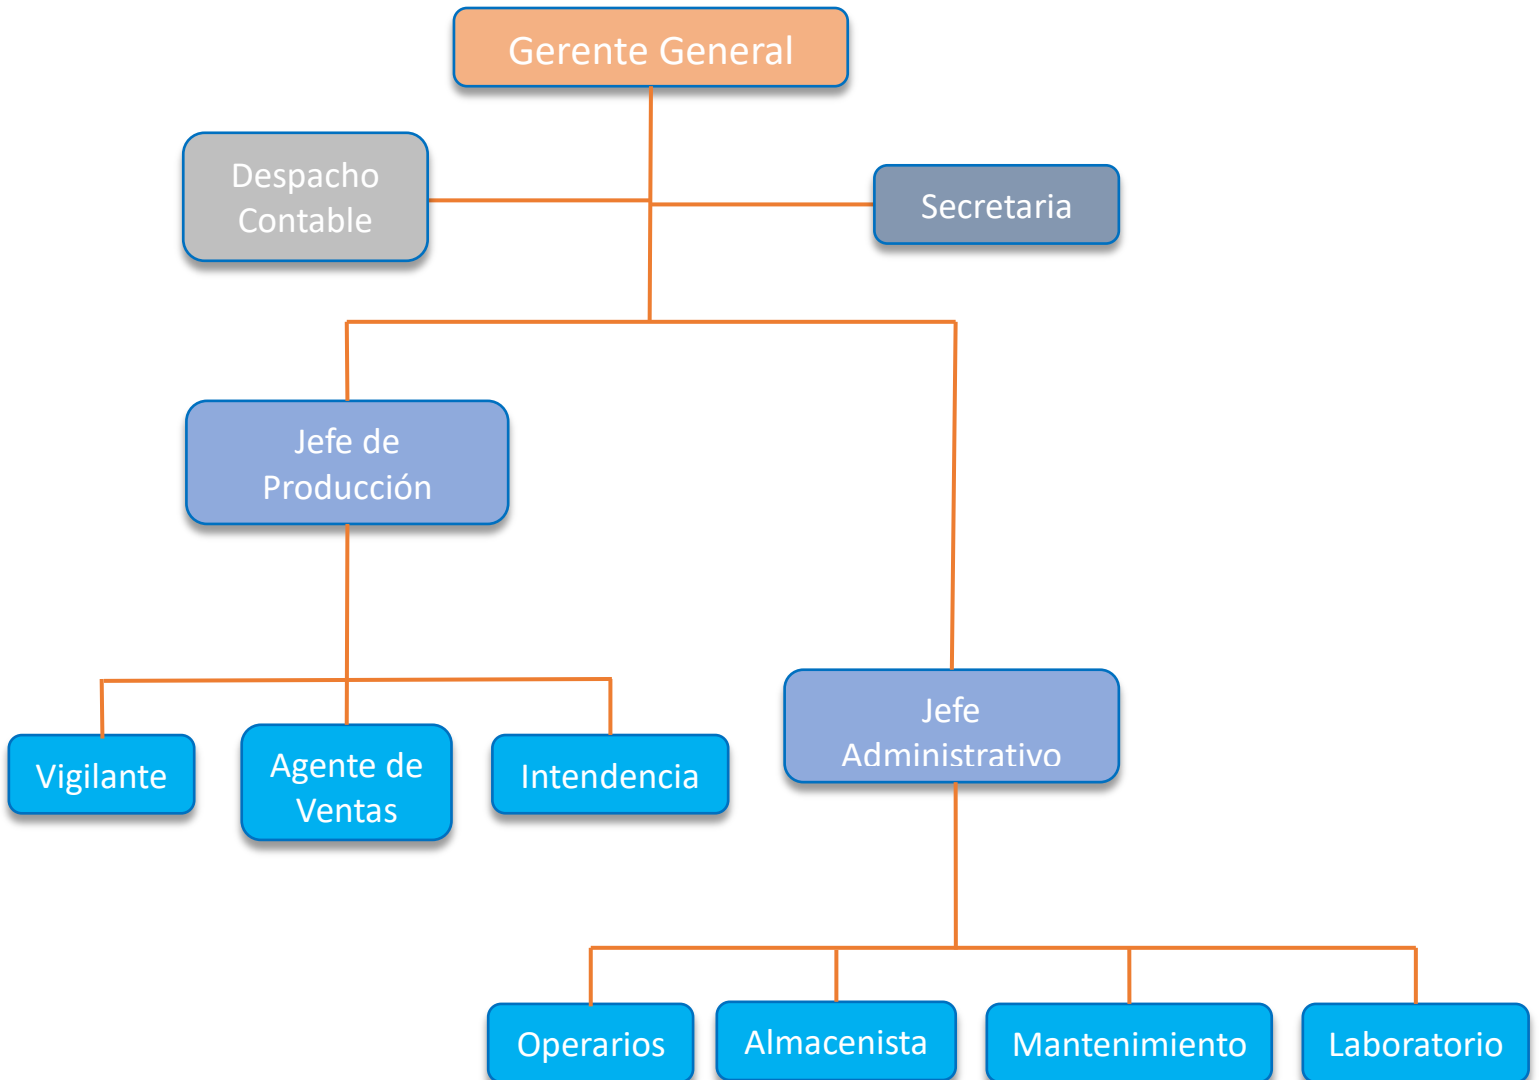 Gerente General
Despacho
Contable
Secretaria
Jefe de
Producción
Jefe
Administrativo
Vigilante
Agente de
Ventas
Intendencia
Operarios
Almacenista
Mantenimiento
Laboratorio